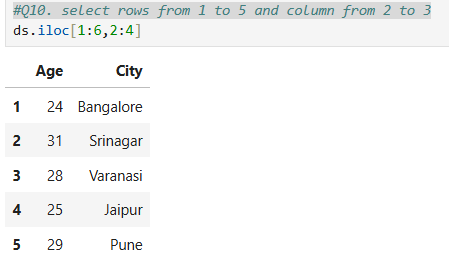 #Q10. select rows from 1 to 5 and column from 2 to 3
ds.iloc[1:6,2:4]
Age City
1 24 Bangalore
2 31 Srinagar
3 28 Varanasi
4 25 Jaipur
5 29 Pune